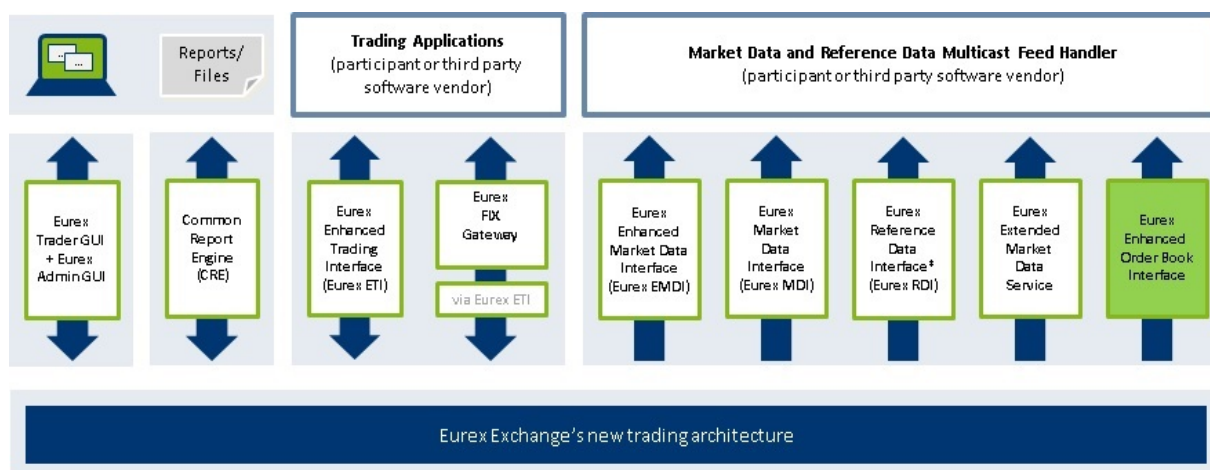 Reports/
Files
Trading Applications
(participant or third party
software vendor)
Market Data and Reference Data Multicast Feed Handler
(participant or third party software vendor)
Eurex
Trader GUI
+ Eurex
Admin GUI
Common
Report
Engine
(CRE)
Eurex
Enhanced
Trading
Interface
(Eurex ETI)
Eurex
FIX
Gateway
via Eurex ETI
Eurex
Enhanced
Market Data
Interface
(Eurex EMDI)
Eurex
Market
Data
Interface
(Eurex MDI)
Eurex
Reference
Data
Interface*
(Eurex RDI)
Eurex
Extended
Market
Data
Service
Eurex
Enhanced
Order Book
Interface
Eurex Exchange's new trading architecture